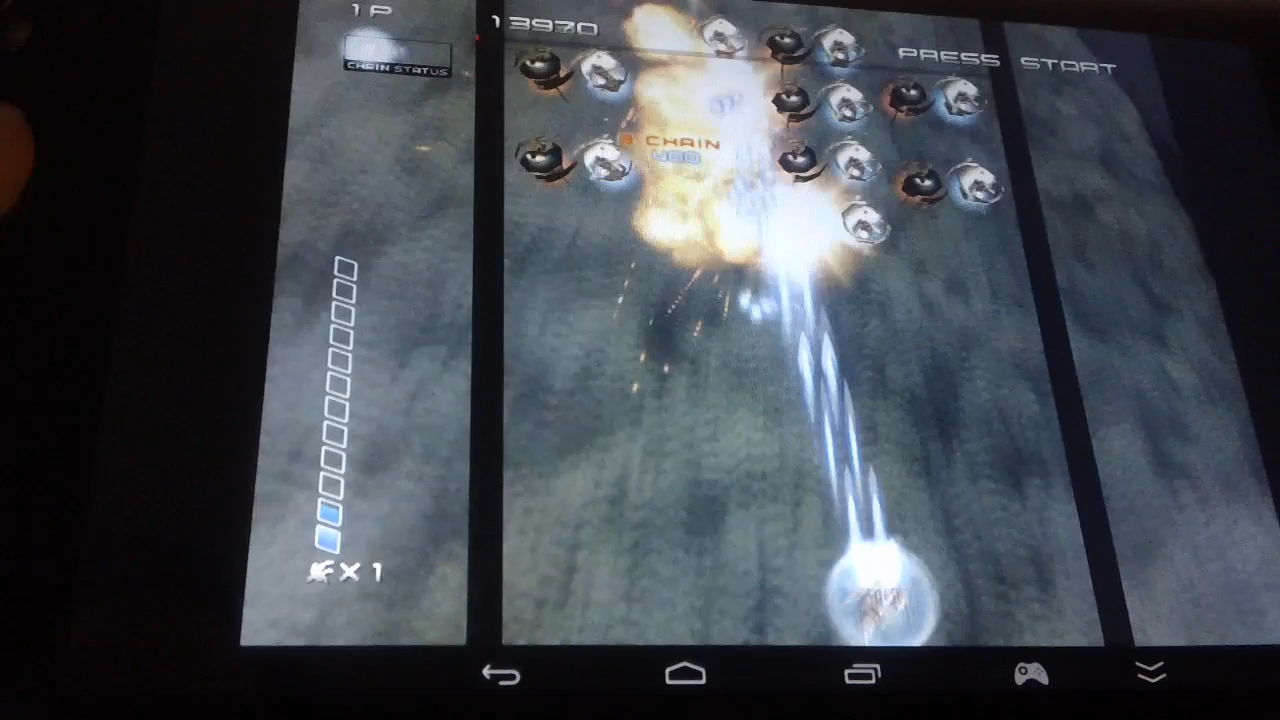 1P
13970
PRESS START
CHAIN STATUS
CHAIN
400
X 1